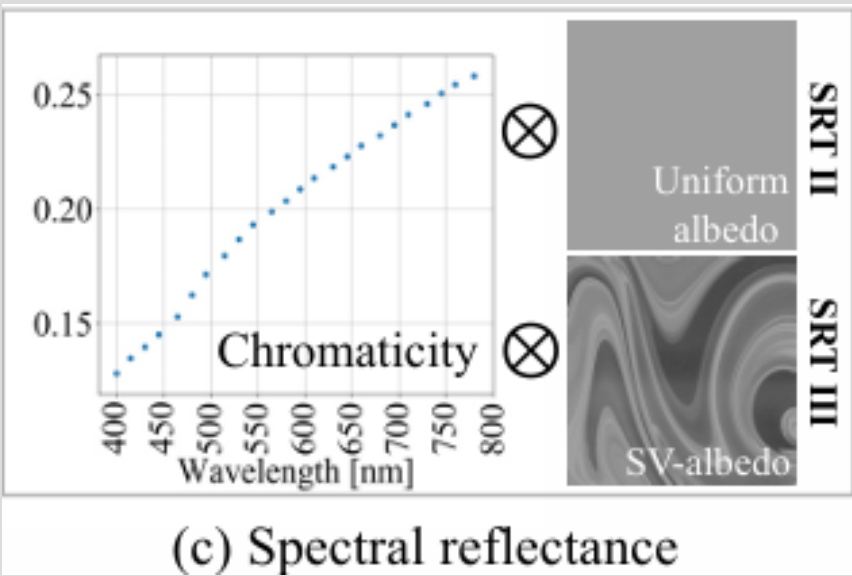 0.25
0.20
0.15
400
450
500
550
600
650
700
750
800
Wavelength [nm]
Chromaticity
Uniform
albedo
SRT II
SV-albedo
SRT III
(c) Spectral reflectance